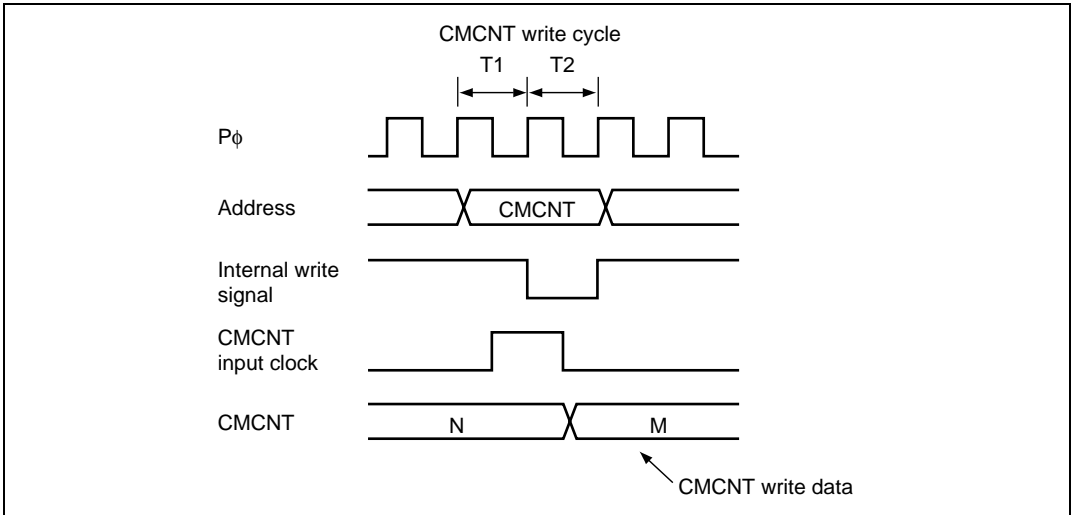 CMCNT write cycle
T1 T2
Pϕ
Address
CMCNT
Internal write
signal
CMCNT
input clock
CMCNT
N M
CMCNT write data